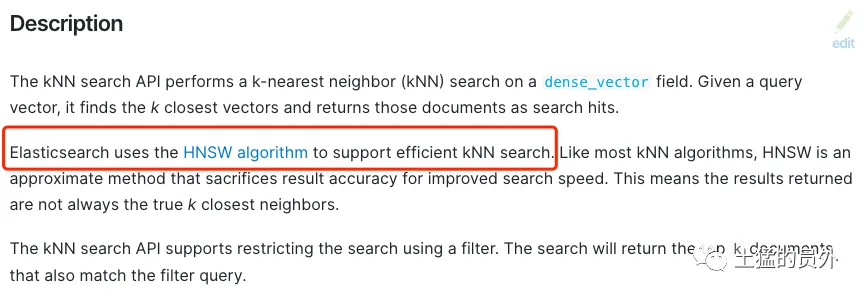 Description
edit
The kNN search API performs a k-nearest neighbor (kNN) search on a dense_vector field. Given a query
vector, it finds the k closest vectors and returns those documents as search hits.
Elasticsearch uses the HNSW algorithm to support efficient kNN search. Like most kNN algorithms, HNSW is an
approximate method that sacrifices result accuracy for improved search speed. This means the results returned
are not always the true k closest neighbors.
The kNN search API supports restricting the search using a filter. The search will return the k documents
that also match the filter query.
土猛的员外